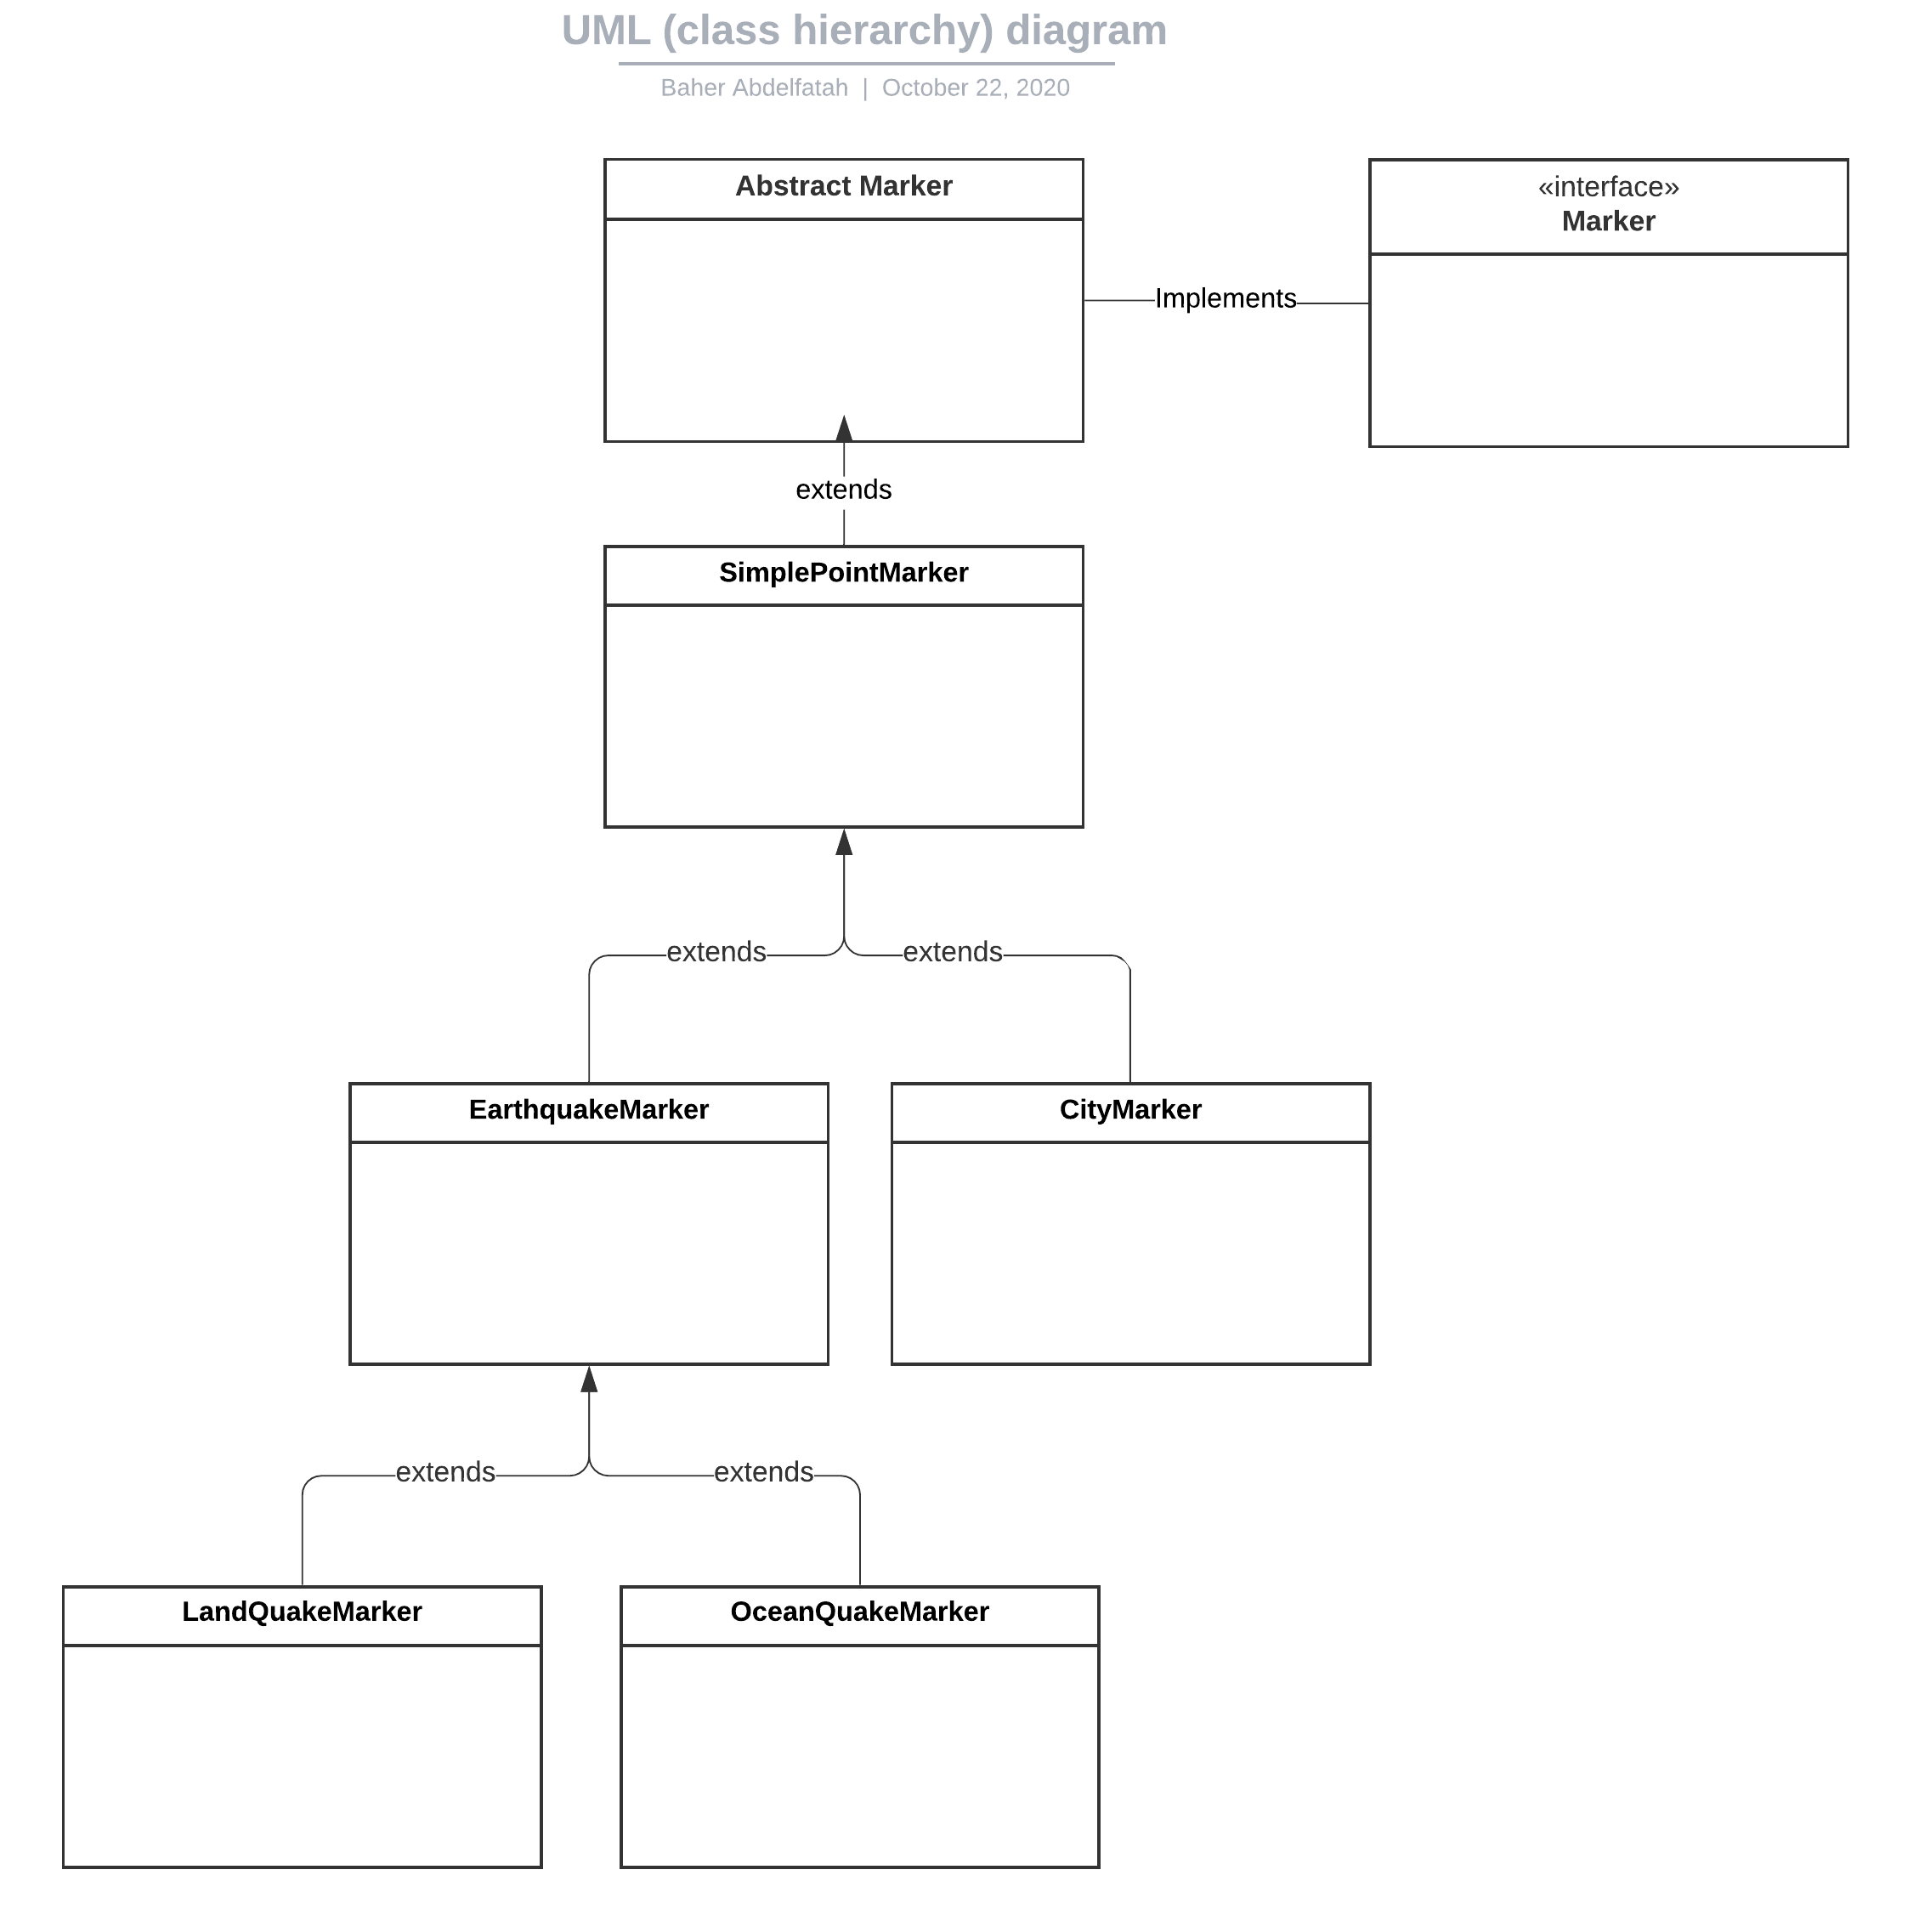 UML (class hierarchy) diagram
Baher Abdelfatah | October 22, 2020
Abstract Marker
«interface»
Marker
Implements
extends
SimplePointMarker
extends
extends
EarthquakeMarker
CityMarker
extends
extends
LandQuakeMarker
OceanQuakeMarker